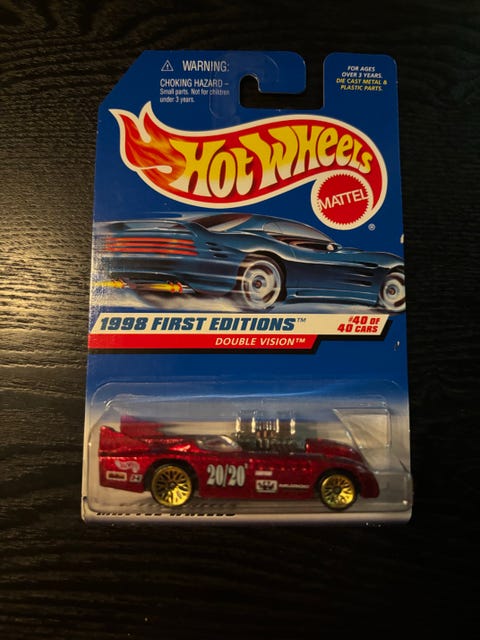 WARNING:
CHOKING HAZARD –
Small parts. Not for children
under 3 years.
FOR AGES
OVER 3 YEARS.
DIE CAST METAL &
PLASTIC PARTS.
HOT WHEELS
MATTEL
®
1998 FIRST EDITIONS™
#40 OF
40 CARS
DOUBLE VISION™
20/20